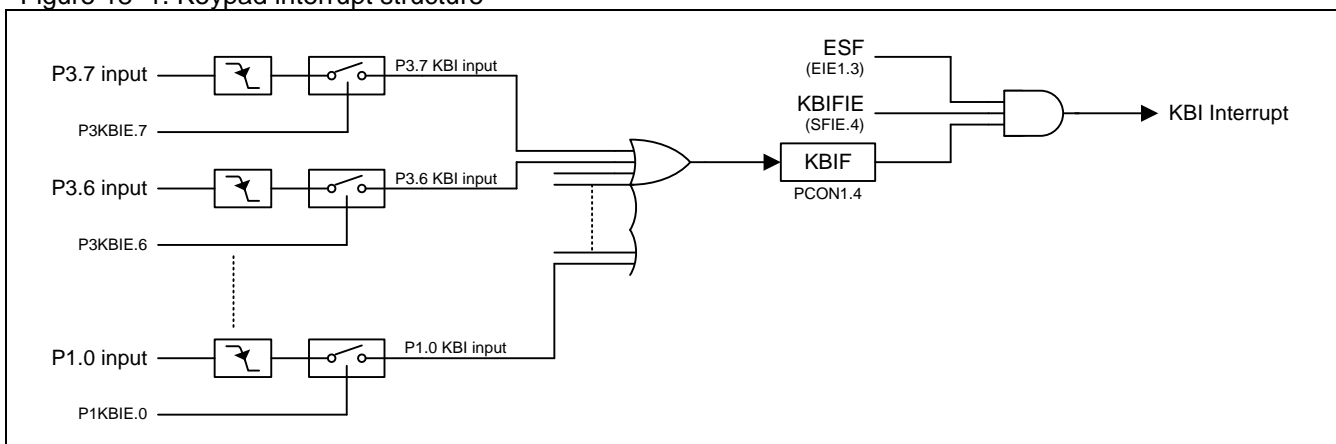 Figure 18-1. Keypad interrupt structure
P3.7 input
P3.7 KBI input
P3KBIE.7
P3.6 input
P3.6 KBI input
P3KBIE.6
P1.0 input
P1.0 KBI input
P1KBIE.0
ESF
(EIE1.3)
KBIFIE
(SFIE.4)
KBIF
PCON1.4
KBI Interrupt